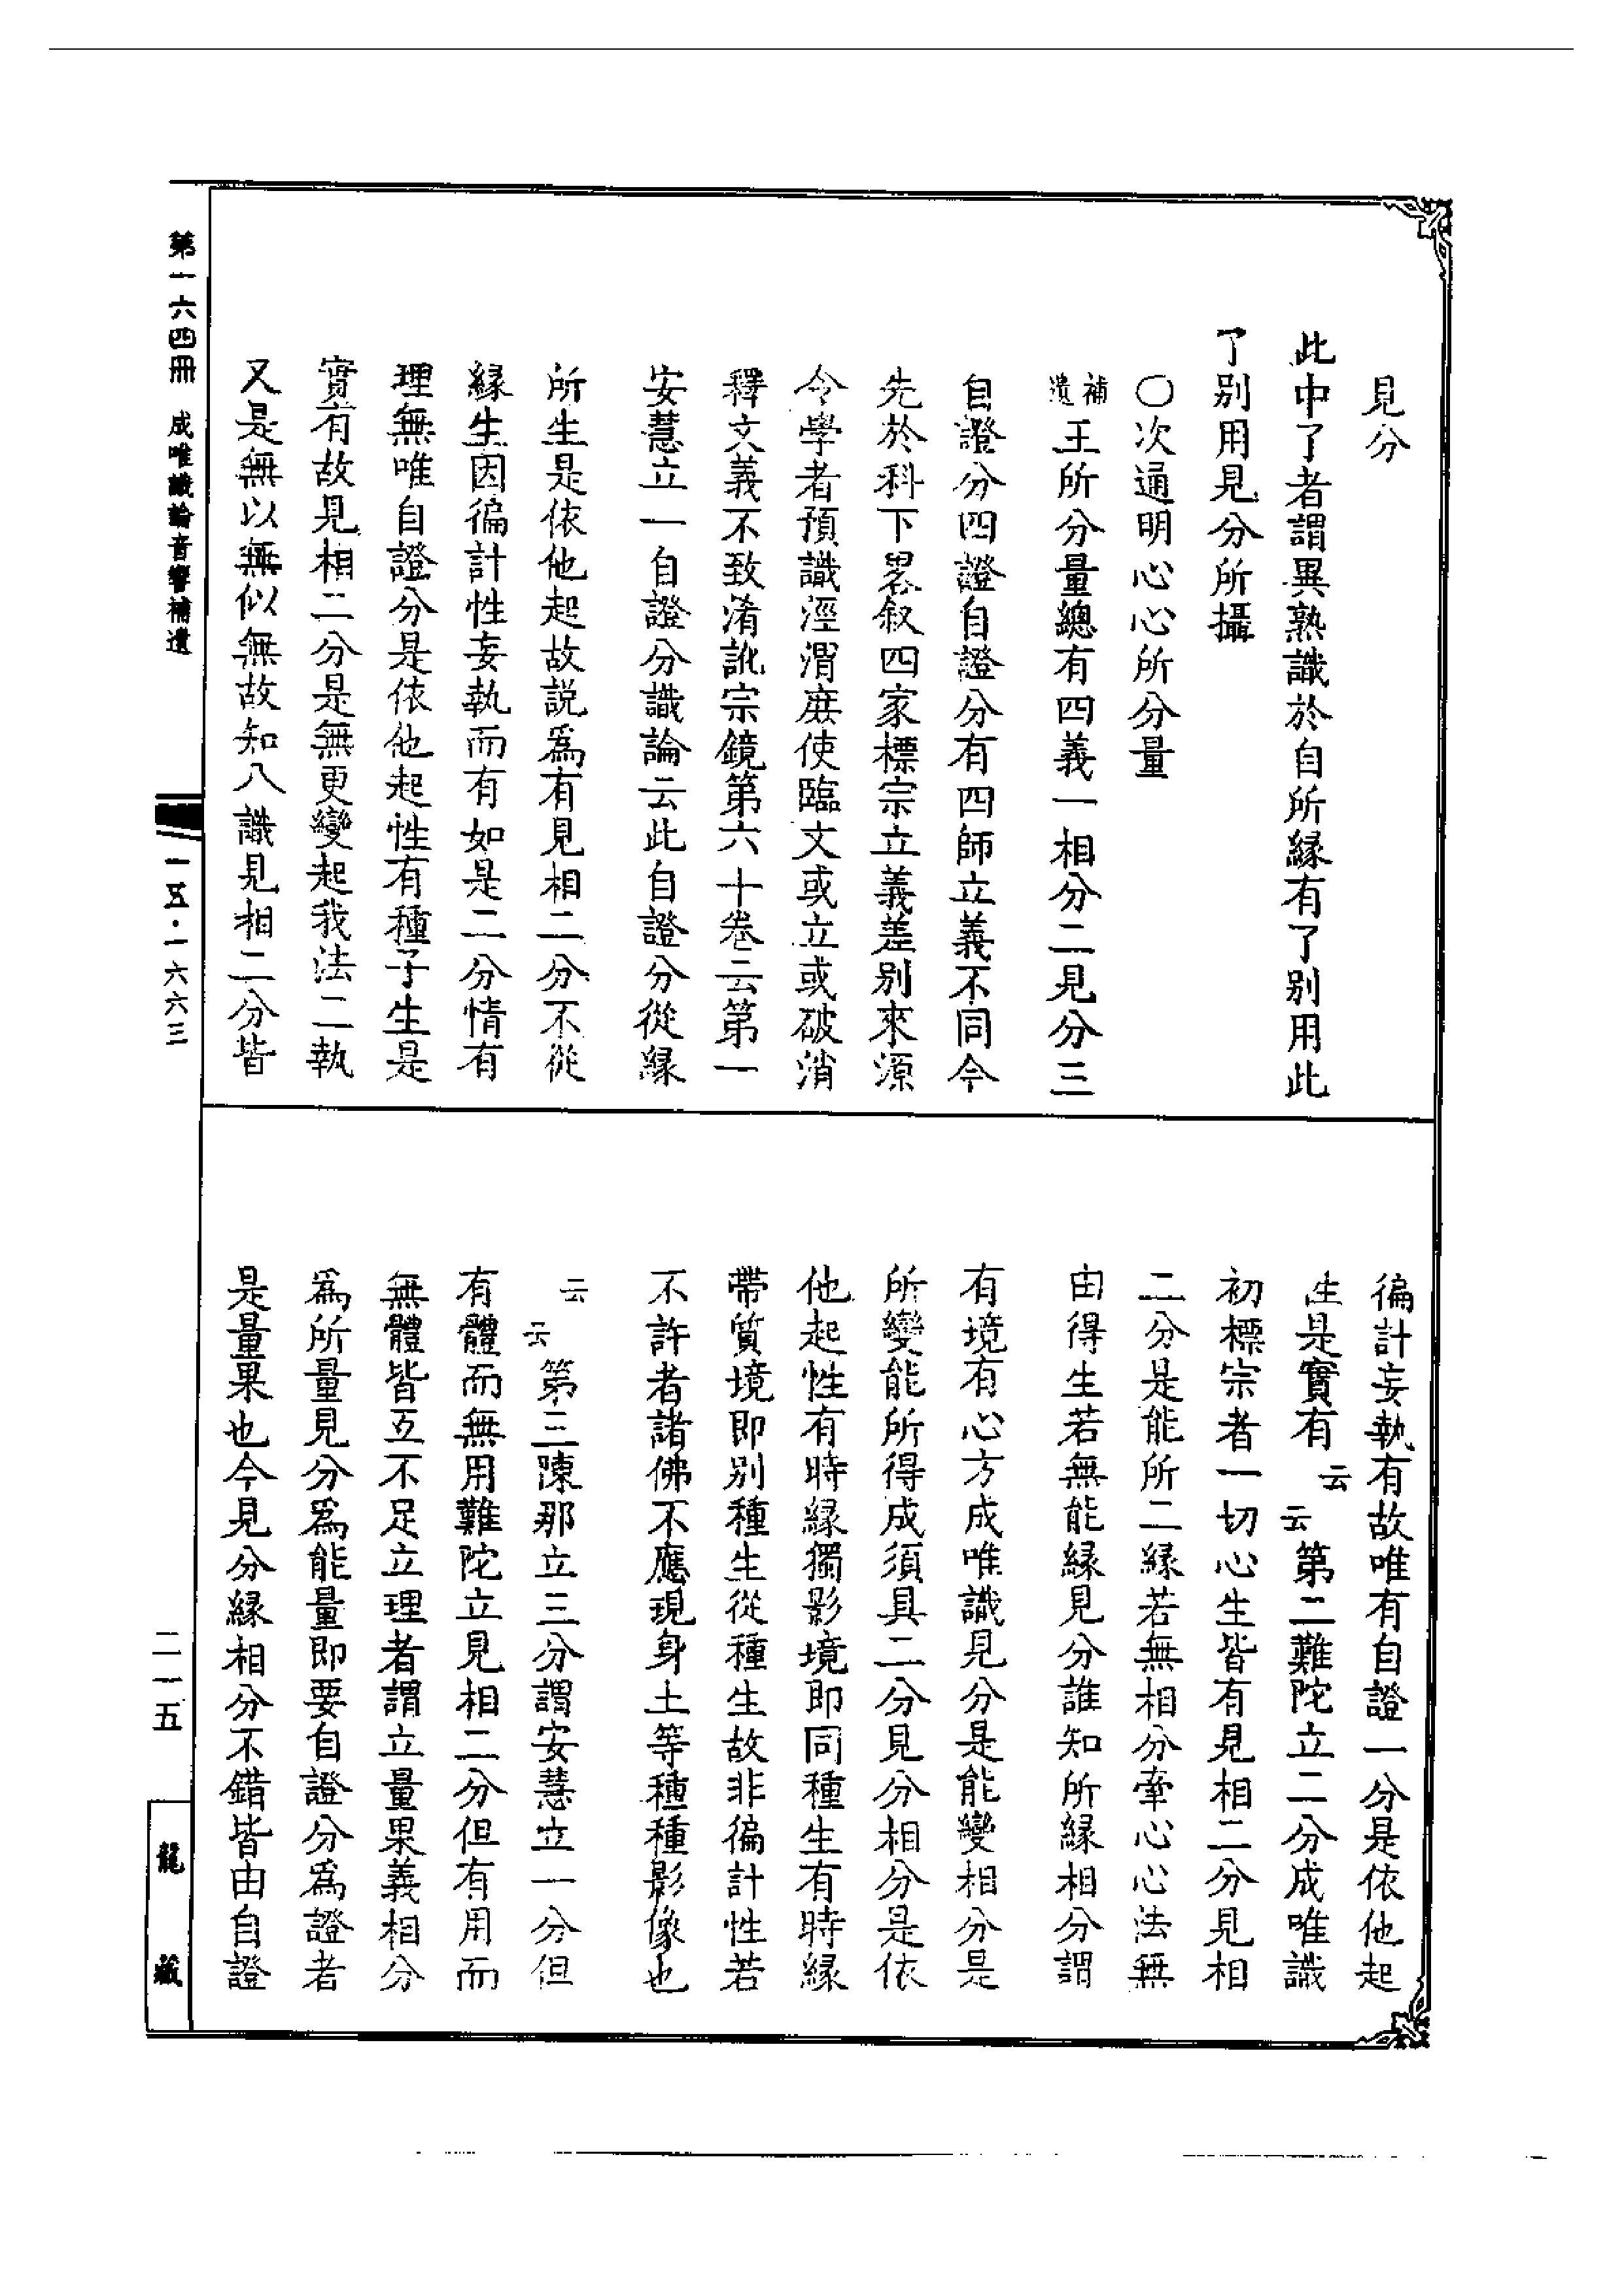 見分
此中了者謂異熟識於自所緣有了別用此
了別用見分所攝
〇次通明心心所分量
補遺王所分量總有四義一相分二見分三
自證分四證自證分有四師立義不同今
先於科下畧叙四家標宗立義差別來源
令學者預識涇渭庶使臨文或立或破消
釋文義不致淆訛宗鏡第六十卷云第一
安慧立一自證分識論云此自證分從緣
所生是依他起故說爲有見相二分不從
緣生因徧計性妄執而有如是二分情有
理無唯自證分是依他起性有種子生是
實有故見相二分是無更變起我法二執
又是無以無似無故知八識見相二分皆
徧計妄執有故唯有自證一分是依他起
性是實有云云第二難陀立二分成唯識
初標宗者一切心生皆有見相二分見相
二分是能所二緣若無相分牽心心法無
由得生若無能緣見分誰知所緣相分謂
有境有心方成唯識見分是能變相分是
所變能所得成須具二分見分相分是依
他起性有時緣獨影境即同種生有時緣
帶質境即別種生從種生故非徧計性若
不許者諸佛不應現身土等種種影像也
云云第三陳那立三分謂安慧立一分但
有體而無用難陀立見相二分但有用而
無體皆互不足立理者謂立量果義相分
爲所量見分爲能量即要自證分爲證者
是量果也今見分緣相分不錯皆由自證
第一六四冊 成唯識論音響補遺
一五·一六六三
二一五
龍藏